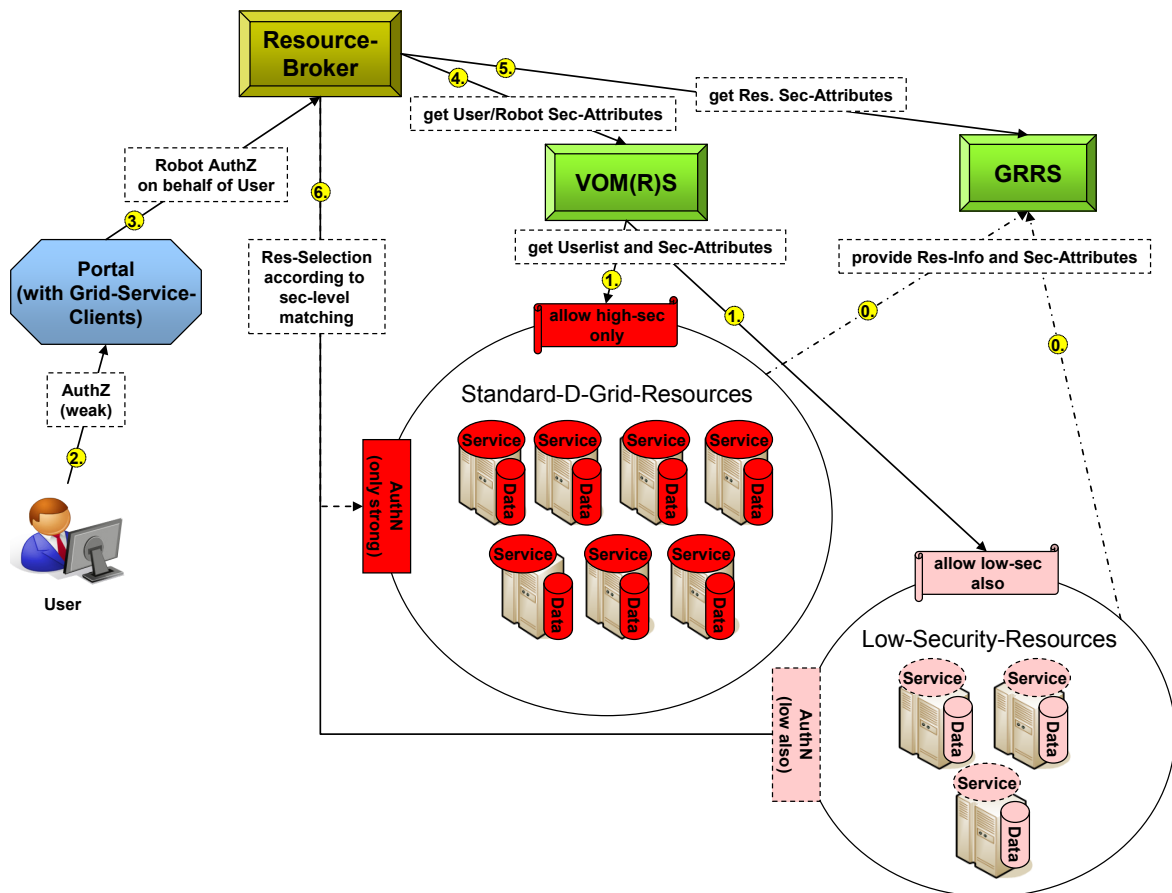 Resource-
Broker
4.
5.
get Res. Sec-Attributes
get User/Robot Sec-Attributes
Robot AuthZ
on behalf of User
6.
VOM(R)S
GRRS
3.
get Userlist and Sec-Attributes
provide Res-Info and Sec-Attributes
Res-Selection
according to
sec-level
matching
Portal
(with Grid-Service-
Clients)
1.
allow high-sec
only
1.
0.
0.
AuthZ
(weak)
2.
User
Standard-D-Grid-Resources
AuthN
(only strong)
Service
Data
Service
Data
Service
Data
Service
Data
Service
Data
Service
Data
Service
Data
allow low-sec
also
Low-Security-Resources
AuthN
(low also)
Service
Data
Service
Data
Service
Data